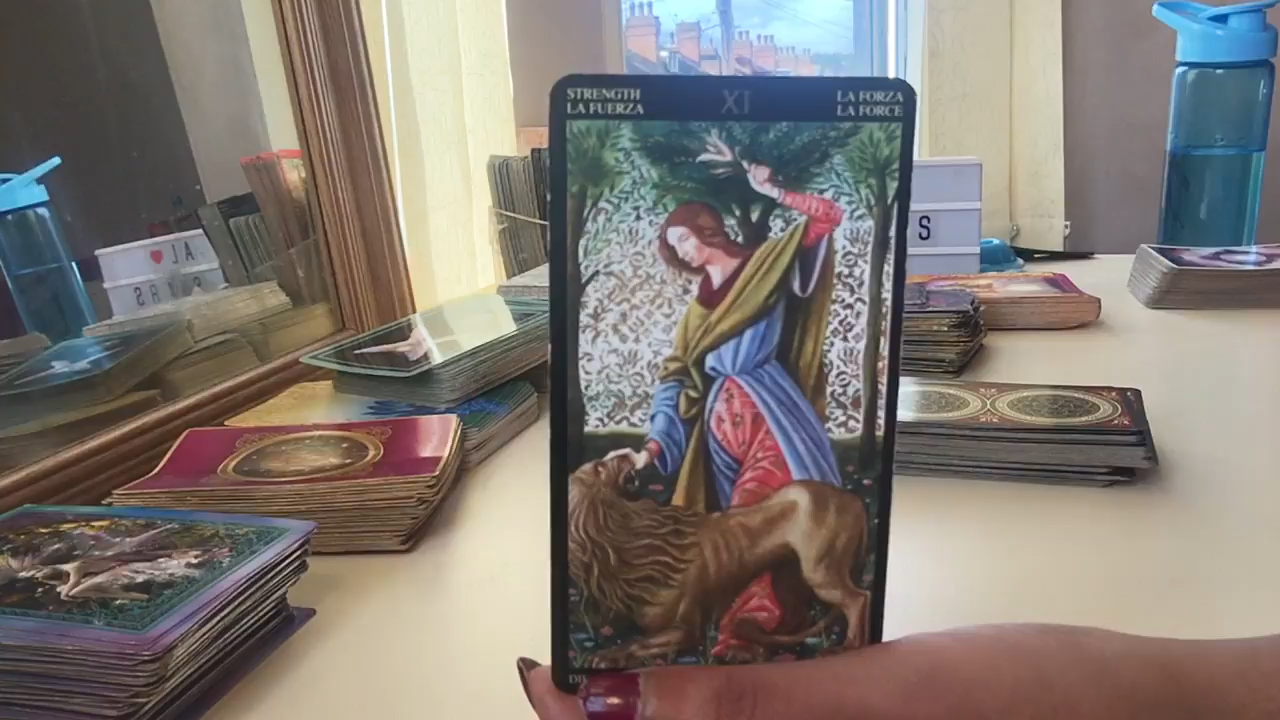 STRENGTH
LA FUERZA
XI
LA FORZA
LA FORCE
S